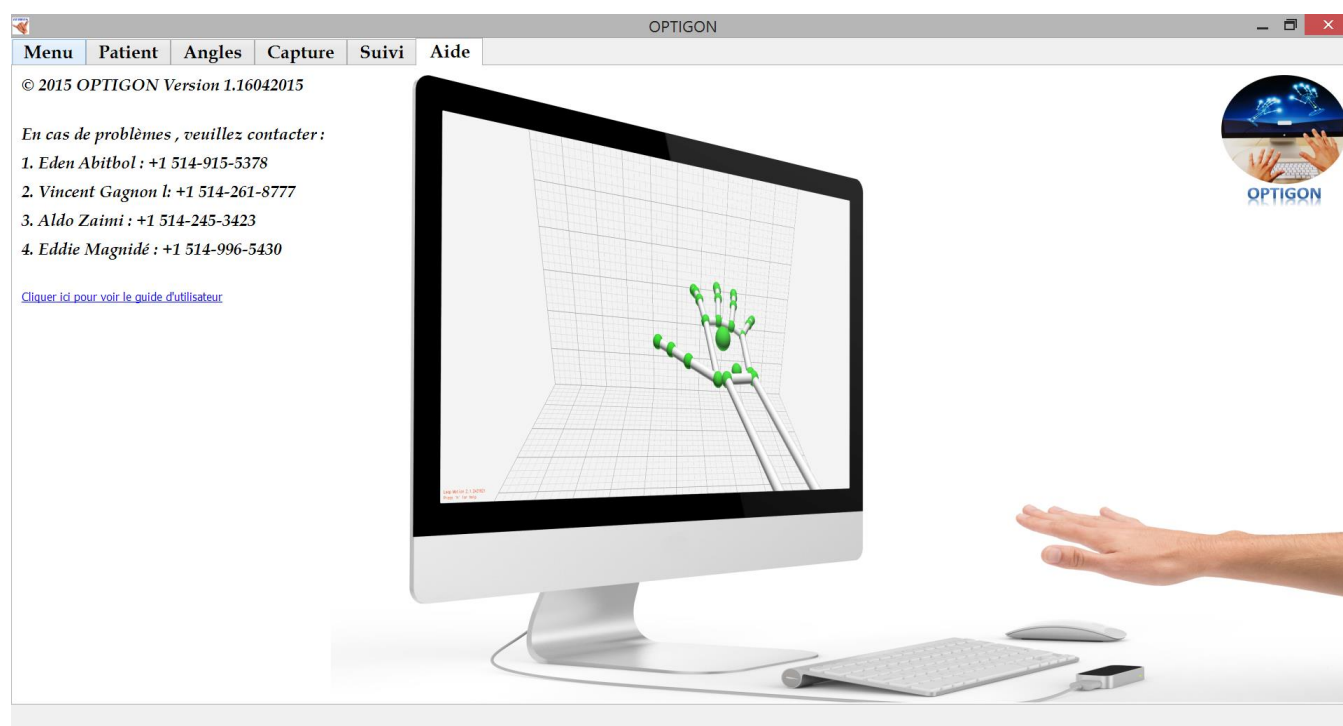 OPTIGON
Menu Patient Angles Capture Suivi Aide
© 2015 OPTIGON Version 1.16042015
En cas de problèmes , veuillez contacter :
1. Eden Abitbol : +1 514-915-5378
2. Vincent Gagnon l: +1 514-261-8777
3. Aldo Zaimi : +1 514-245-3423
4. Eddie Magnidé : +1 514-996-5430
Cliquer ici pour voir le guide d'utilisateur
OPTIGON